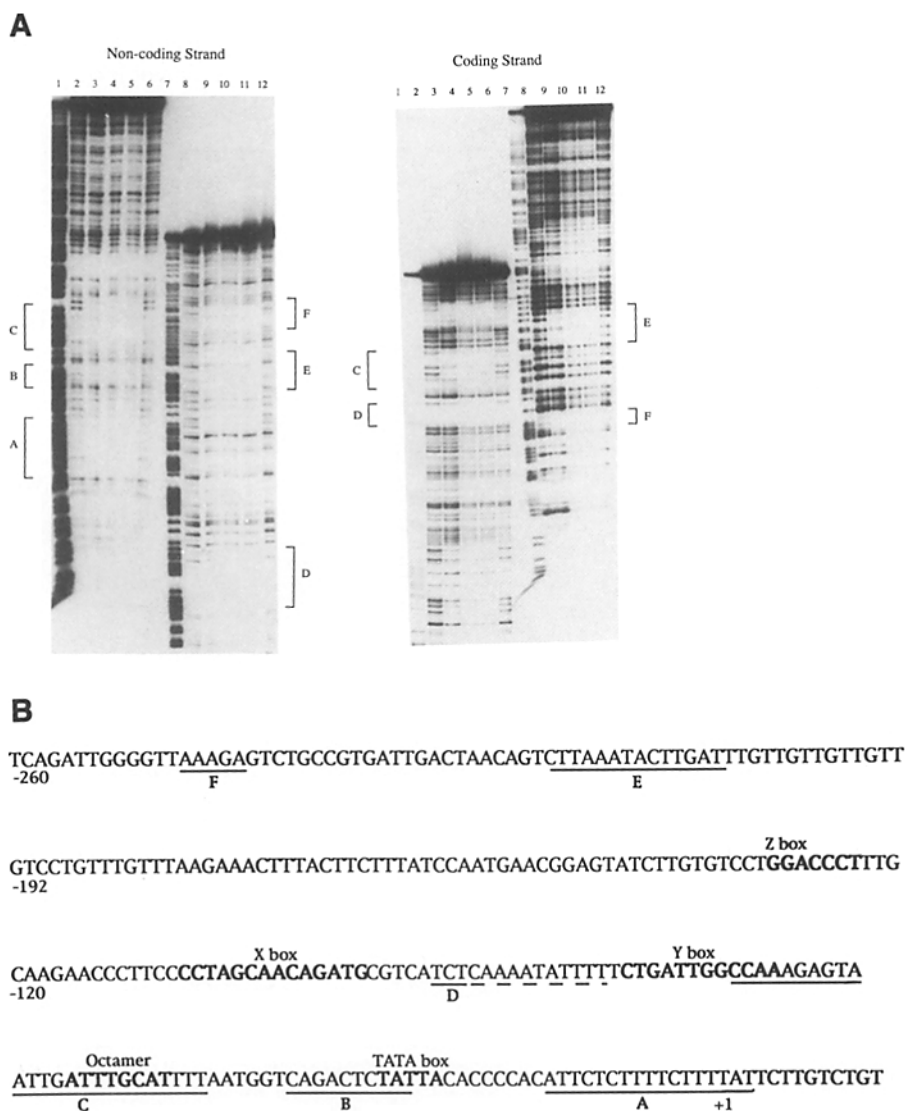 A
Non-coding Strand
Coding Strand
1 2 3 4 5 6 7 8 9 10 11 12
1 2 3 4 5 6 7 8 9 10 11 12
C
B
A
F
E
D
C
D
E
F
B
TCAGATTGGGGTTAAAGAGTCTGCCGTGATTGACTAACAGTCTTAAATACTTGATTTGTTGTTGTTGTT
-260 F E
Z box
GTCCTGTTTGTTTAAGAAACTTTACTTCTTTATCCAATGAACGGAGTATCTTGTGTCCTGGACCCTTTG
-192
X box Y box
CAAGAACCCTTCCCCTAGCAACAGATGCGTCATCTCAAAATATTTTTCTGATTGGCCAAAGAGTA
-120 D
Octamer TATA box
ATTGATTTGCATTTTAATGGTCAGACTCTATTACACCCCACATTCTCTTTTCTTTTATTCTTGTCTGT
C B A +1